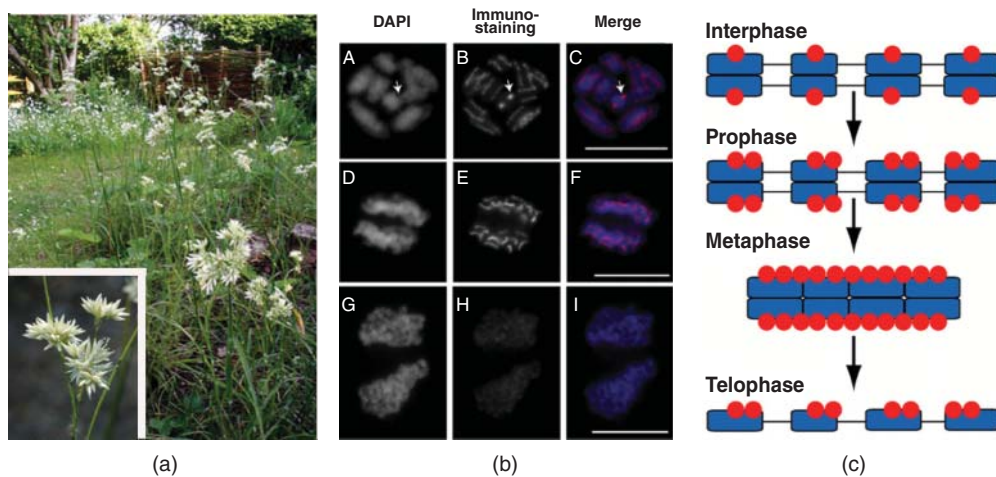 DAPI
Immuno-
staining
Merge
A
B
C
D
E
F
G
H
I
Interphase
Prophase
Metaphase
Telophase
(a)
(b)
(c)